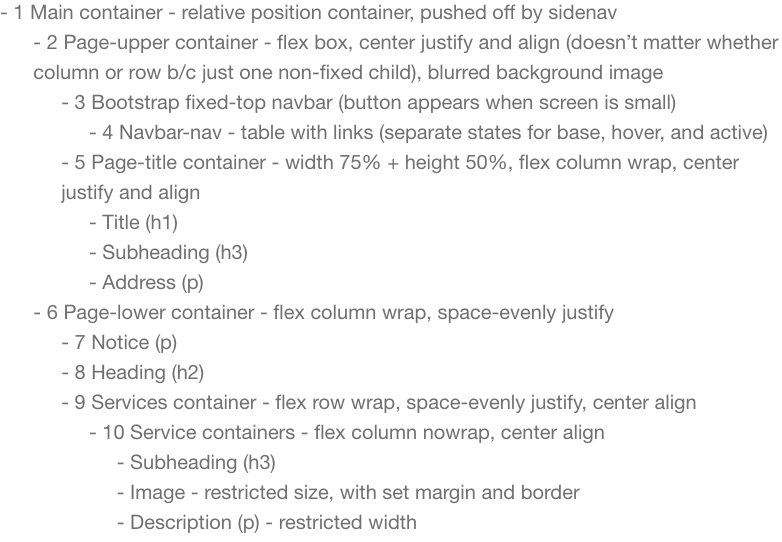 - 1 Main container - relative position container, pushed off by sidenav
- 2 Page-upper container - flex box, center justify and align (doesn’t matter whether
column or row b/c just one non-fixed child), blurred background image
- 3 Bootstrap fixed-top navbar (button appears when screen is small)
- 4 Navbar-nav - table with links (separate states for base, hover, and active)
- 5 Page-title container - width 75% + height 50%, flex column wrap, center
justify and align
- Title (h1)
- Subheading (h3)
- Address (p)
- 6 Page-lower container - flex column wrap, space-evenly justify
- 7 Notice (p)
- 8 Heading (h2)
- 9 Services container - flex row wrap, space-evenly justify, center align
- 10 Service containers - flex column nowrap, center align
- Subheading (h3)
- Image - restricted size, with set margin and border
- Description (p) - restricted width